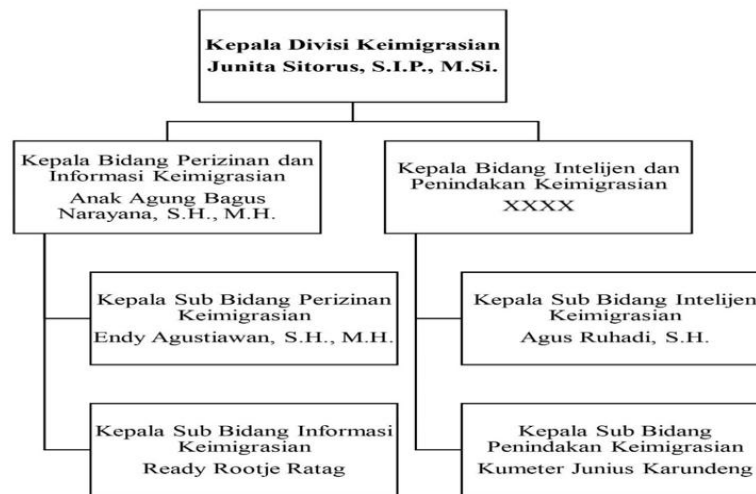 Kepala Divisi Keimigrasian
Junita Sitorus, S.I.P., M.Si.
Kepala Bidang Perizinan dan
Informasi Keimigrasian
Anak Agung Bagus
Narayana, S.H., M.H.
Kepala Bidang Intelijen dan
Penindakan Keimigrasian
XXXX
Kepala Sub Bidang Perizinan
Keimigrasian
Endy Agustiawan, S.H., M.H.
Kepala Sub Bidang Intelijen
Keimigrasian
Agus Ruhadi, S.H.
Kepala Sub Bidang Informasi
Keimigrasian
Ready Rootje Ratag
Kepala Sub Bidang
Penindakan Keimigrasian
Kumeter Junius Karundeng